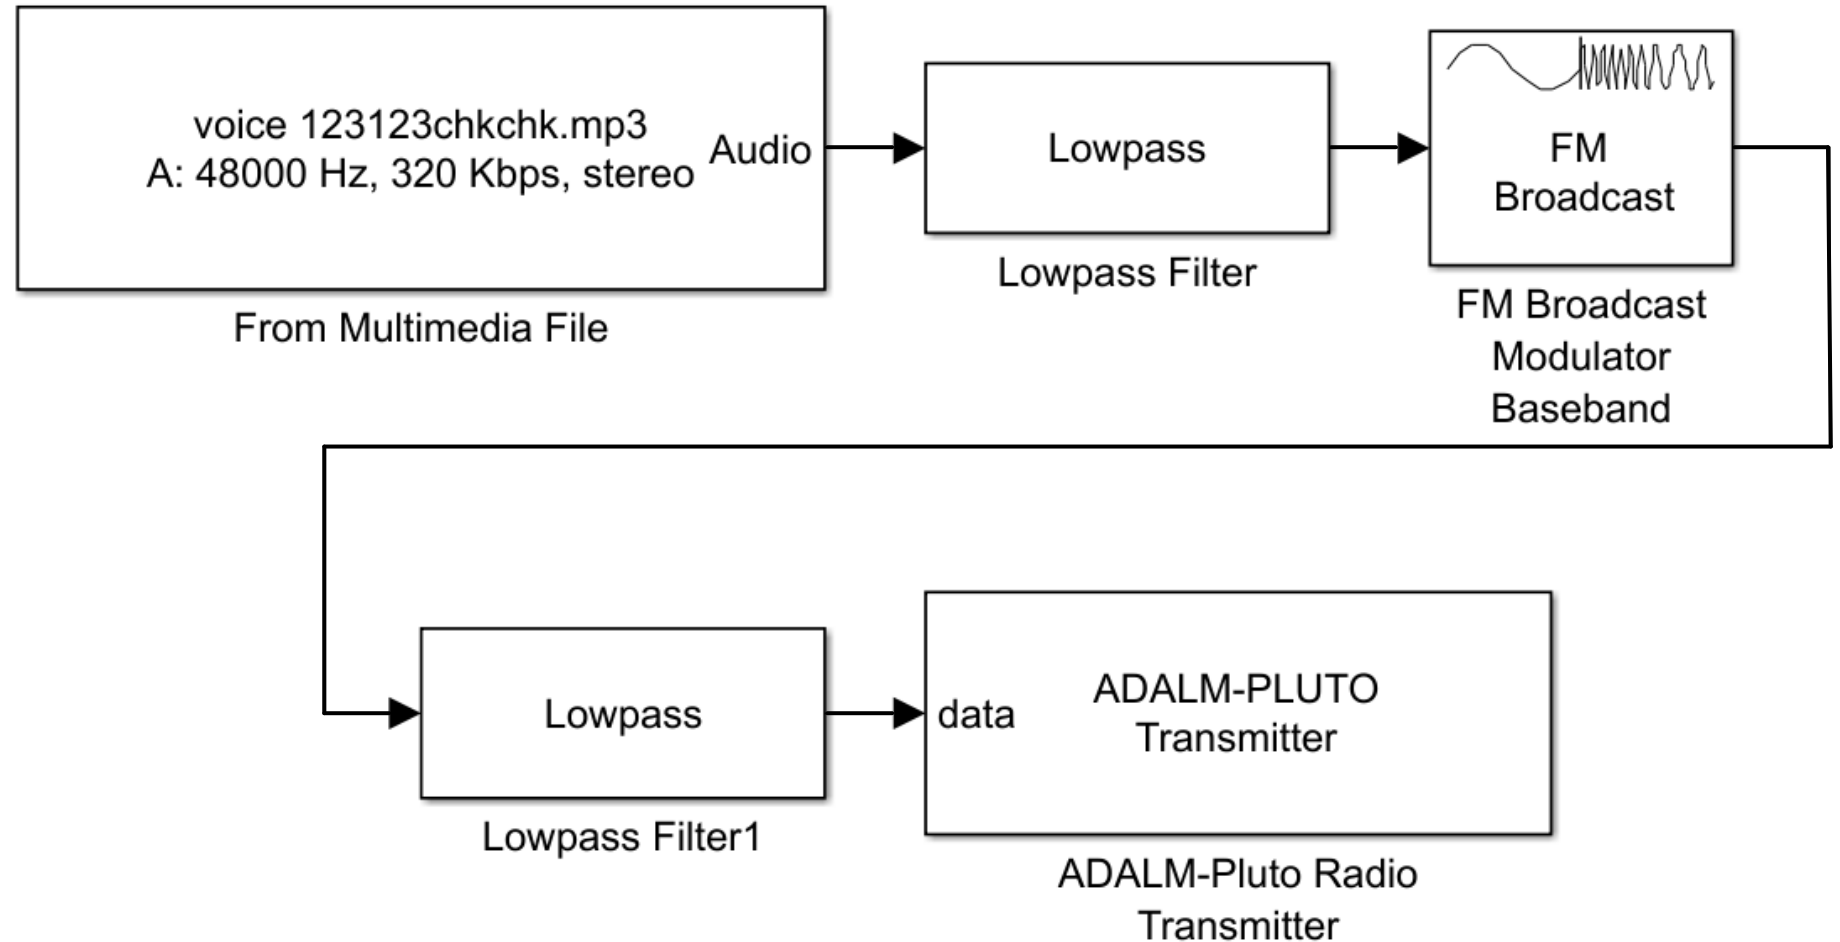 voice 123123chkchk.mp3
A: 48000 Hz, 320 Kbps, stereo
Audio
From Multimedia File
Lowpass
Lowpass Filter
FM
Broadcast
FM Broadcast
Modulator
Baseband
Lowpass
Lowpass Filter1
data
ADALM-PLUTO
Transmitter
ADALM-Pluto Radio
Transmitter